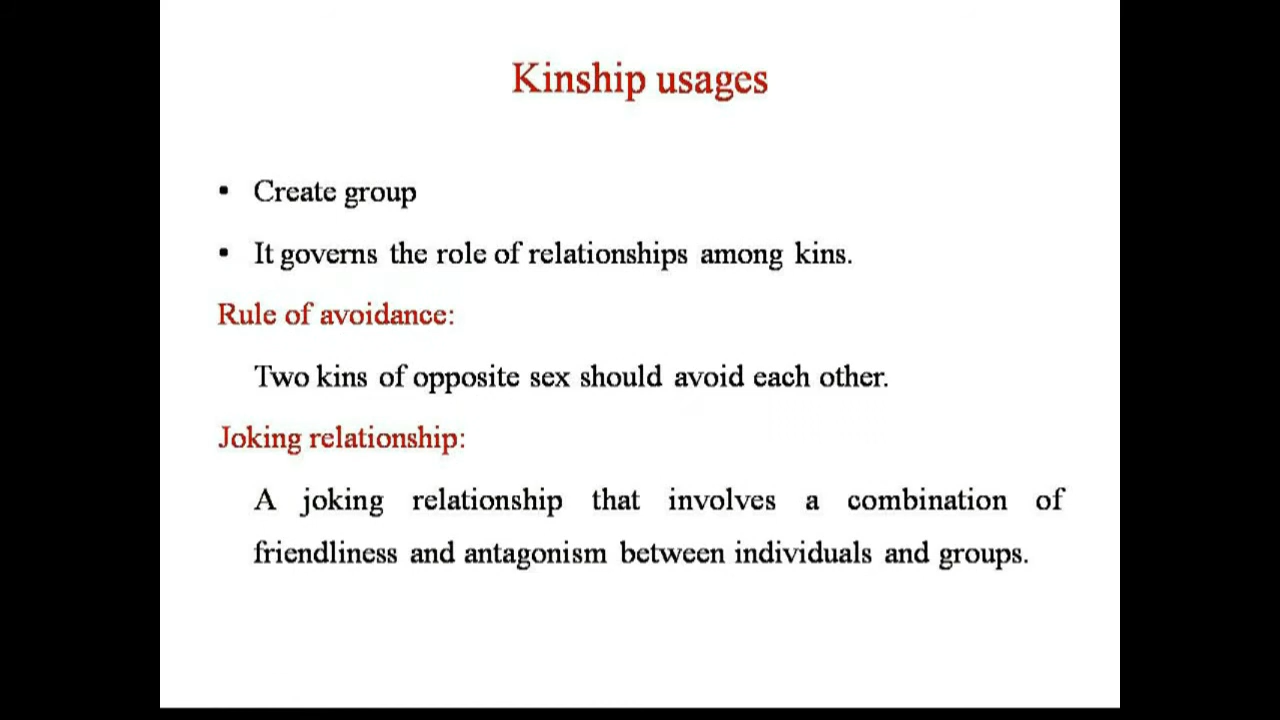 Kinship usages
• Create group
• It governs the role of relationships among kins.
Rule of avoidance:
Two kins of opposite sex should avoid each other.
Joking relationship:
A joking relationship that involves a combination of
friendliness and antagonism between individuals and groups.